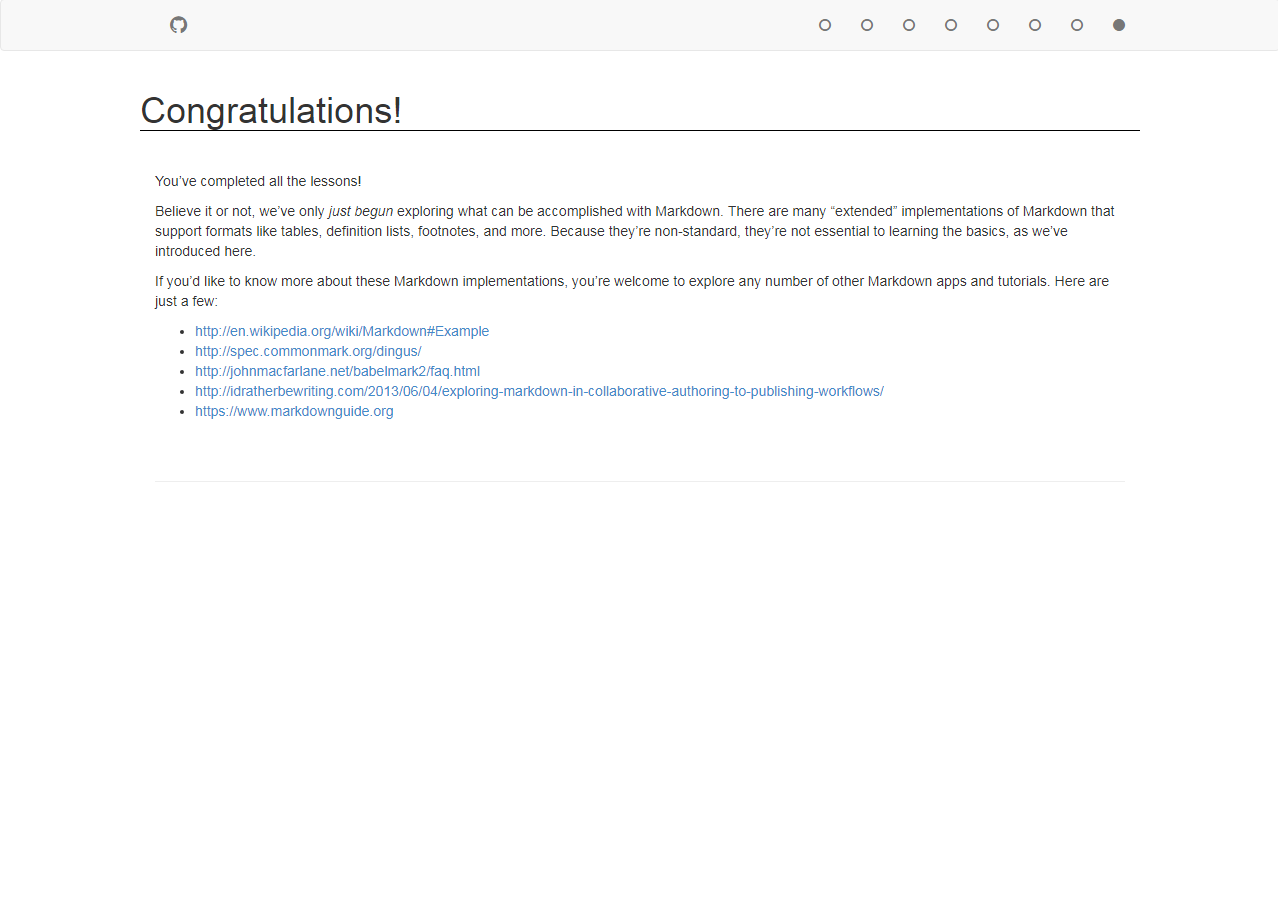 Congratulations!
You’ve completed all the lessons!
Believe it or not, we’ve only just begun exploring what can be accomplished with Markdown. There are many “extended” implementations of Markdown that
support formats like tables, definition lists, footnotes, and more. Because they’re non-standard, they’re not essential to learning the basics, as we’ve
introduced here.
If you’d like to know more about these Markdown implementations, you’re welcome to explore any number of other Markdown apps and tutorials. Here are
just a few:
• http://en.wikipedia.org/wiki/Markdown#Example
• http://spec.commonmark.org/dingus/
• http://johnmacfarlane.net/babelmark2/faq.html
• http://idratherbewriting.com/2013/06/04/exploring-markdown-in-collaborative-authoring-to-publishing-workflows/
• https://www.markdownguide.org